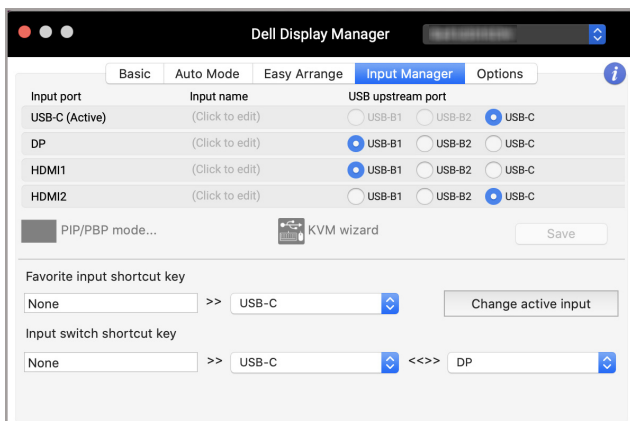 Dell Display Manager
Basic Auto Mode Easy Arrange Input Manager Options i
Input port Input name USB upstream port
USB-C (Active) (Click to edit) USB-B1 USB-B2 USB-C
DP (Click to edit) USB-B1 USB-B2 USB-C
HDMI1 (Click to edit) USB-B1 USB-B2 USB-C
HDMI2 (Click to edit) USB-B1 USB-B2 USB-C
PIP/PBP mode... KVM wizard Save
Favorite input shortcut key
None >> USB-C Change active input
Input switch shortcut key
None >> USB-C <<>> DP